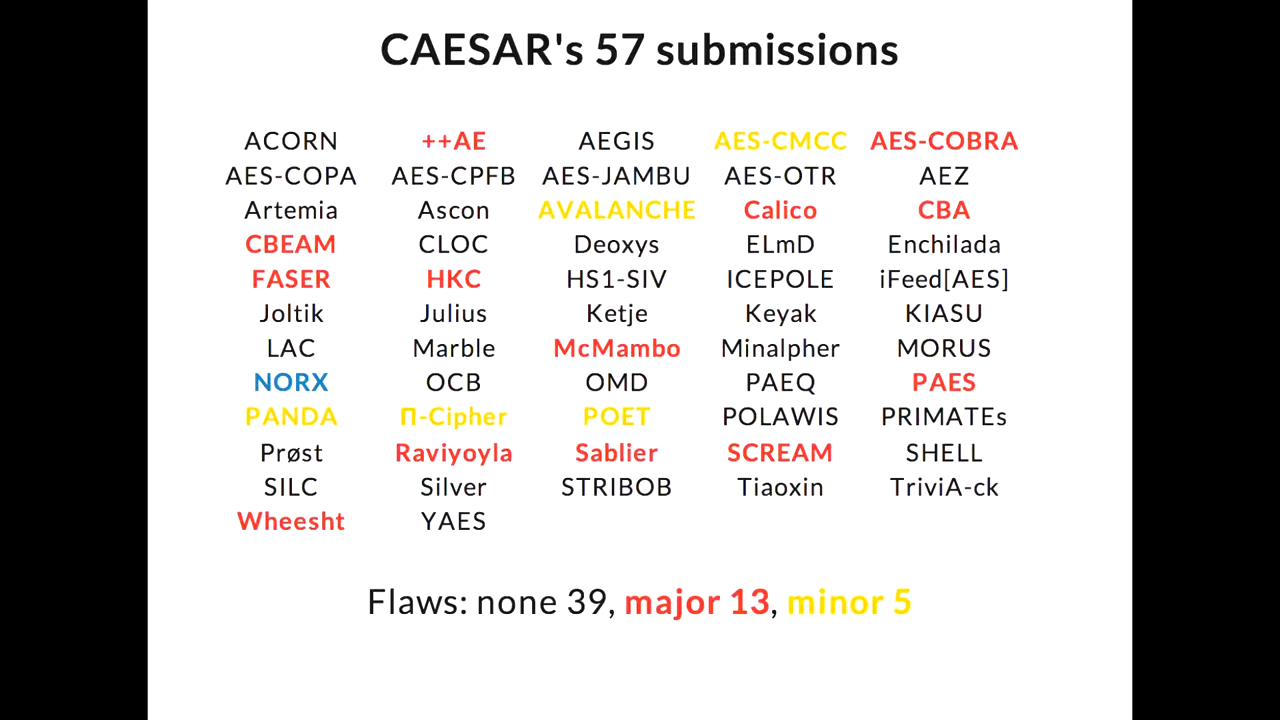 CAESAR's 57 submissions
ACORN ++AE AEGIS AES-CMCC AES-COBRA
AES-COPA AES-CPFB AES-JAMBU AES-OTR AEZ
Artemia Ascon AVALANCHE Calico CBA
CBEAM CLOC Deoxys ELmD Enchilada
FASER HKC HS1-SIV ICEPOLE iFeed[AES]
Joltik Julius Ketje Keyak KIASU
LAC Marble McMambo Minalpher MORUS
NORX OCB OMD PAEQ PAES
PANDA π-Cipher POET POLAWIS PRIMATEs
Prøst Raviyoyla Sablier SCREAM SHELL
SILC Silver STRIBOB Tiaoxin TriviA-ck
Wheesht YAES
Flaws: none 39, major 13, minor 5